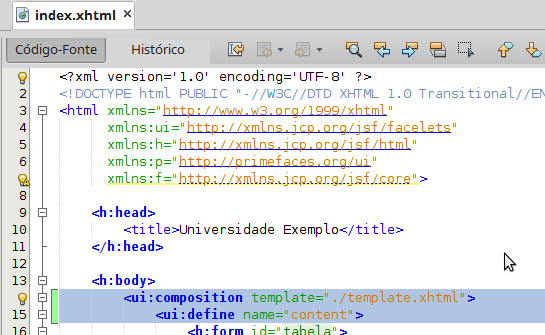 index.xhtml
Código-Fonte Histórico
<?xml version='1.0' encoding='UTF-8' ?>
2 <!DOCTYPE html PUBLIC "-//W3C//DTD XHTML 1.0 Transitional//EN
3 <html xmlns="http://www.w3.org/1999/xhtml"
4 xmlns:ui="http://xmlns.jcp.org/jsf/facelets"
5 xmlns:h="http://xmlns.jcp.org/jsf/html"
6 xmlns:p="http://primefaces.org/ui"
xmlns:f="http://xmlns.jcp.org/jsf/core">
8
9 <h:head>
10 <title>Universidade Exemplo</title>
11 </h:head>
12
13 <h:body>
<ui:composition template="./template.xhtml">
15 <ui:define name="content">
16 <h:form id="tabela">